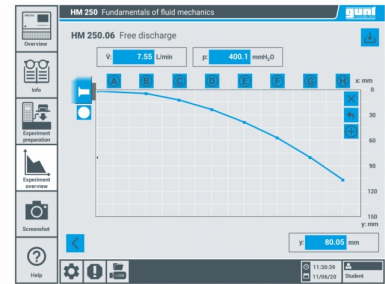 HM 250 Fundamentals of fluid mechanics
gunt
HM 250.06 Free discharge
V̇: 7.55 L/min
p: 400.1 mmH₂O
A B C D E F G H x: mm
0
30
60
90
120
150
y: mm
y: 80.05 mm
Overview
Info
Experiment
preparation
Experiment
overview
Screenshot
Help
11:30:39
11/06/20
Student